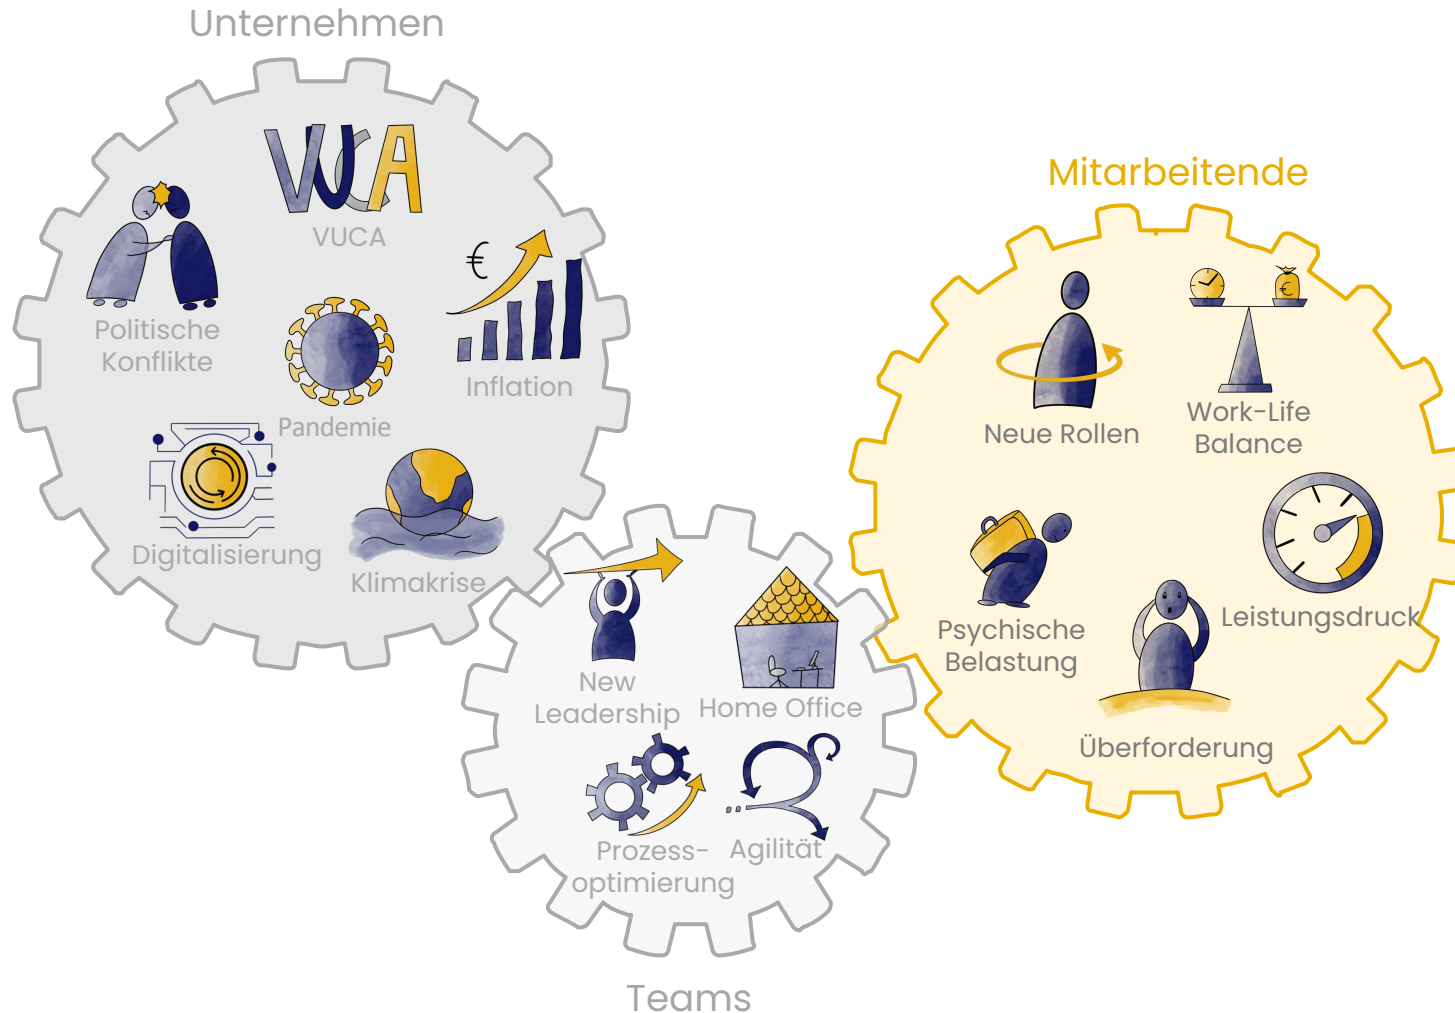 Unternehmen
VUCA
VUCA
€
Politische
Konflikte
Inflation
Pandemie
Digitalisierung
Klimakrise
Mitarbeitende
€
Neue Rollen
Work-Life
Balance
Leistungsdruck
Psychische
Belastung
Überforderung
New
Leadership
Home Office
Prozess-
optimierung
Agilität
Teams